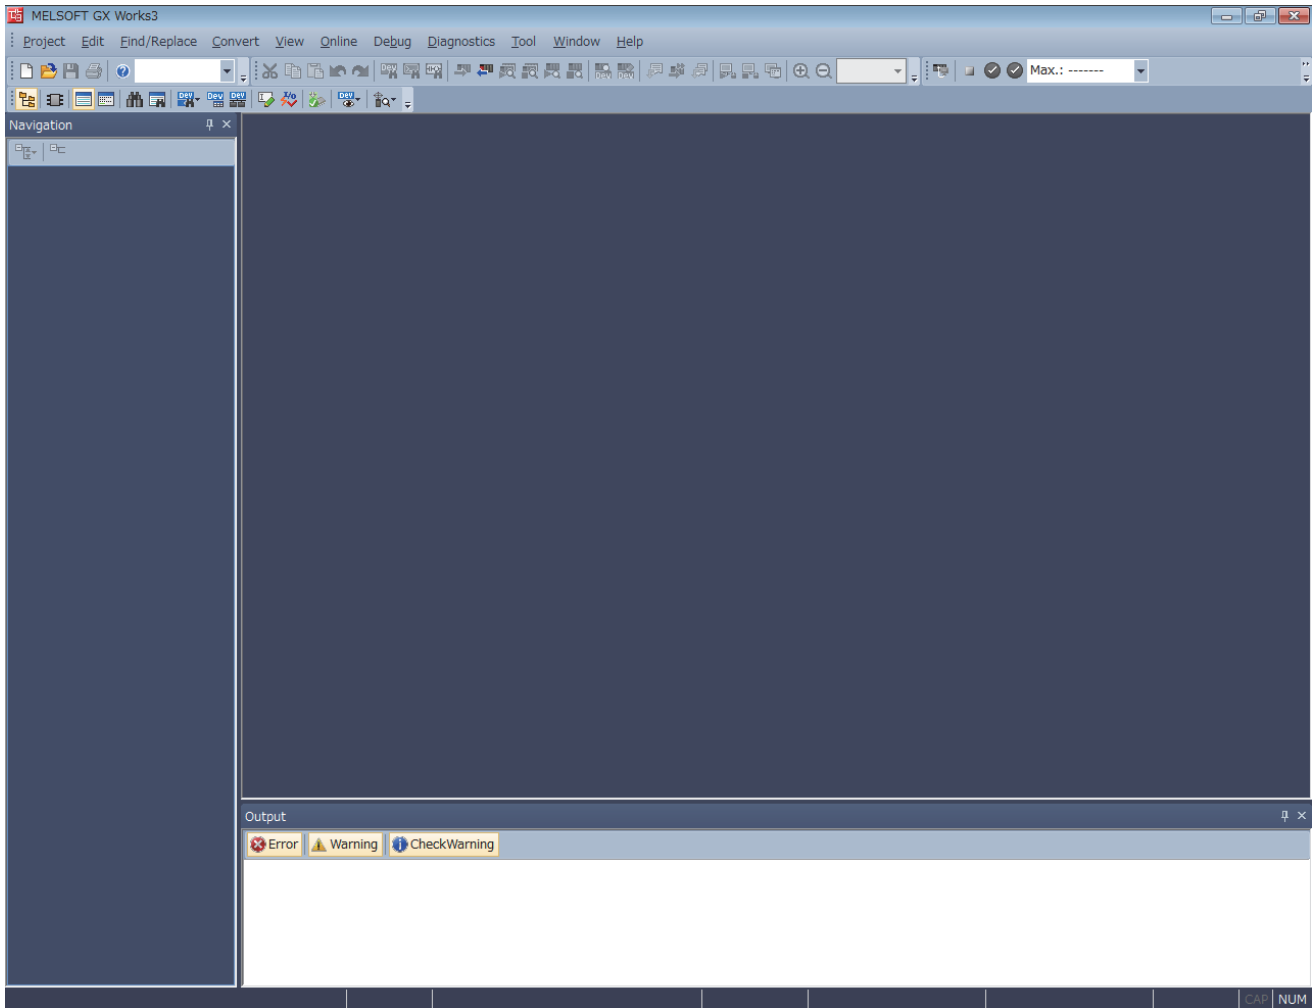 MELSOFT GX Works3
Project Edit Find/Replace Convert View Online Debug Diagnostics Tool Window Help
Max.: -------
Navigation
Output
Error Warning CheckWarning
CAP NUM